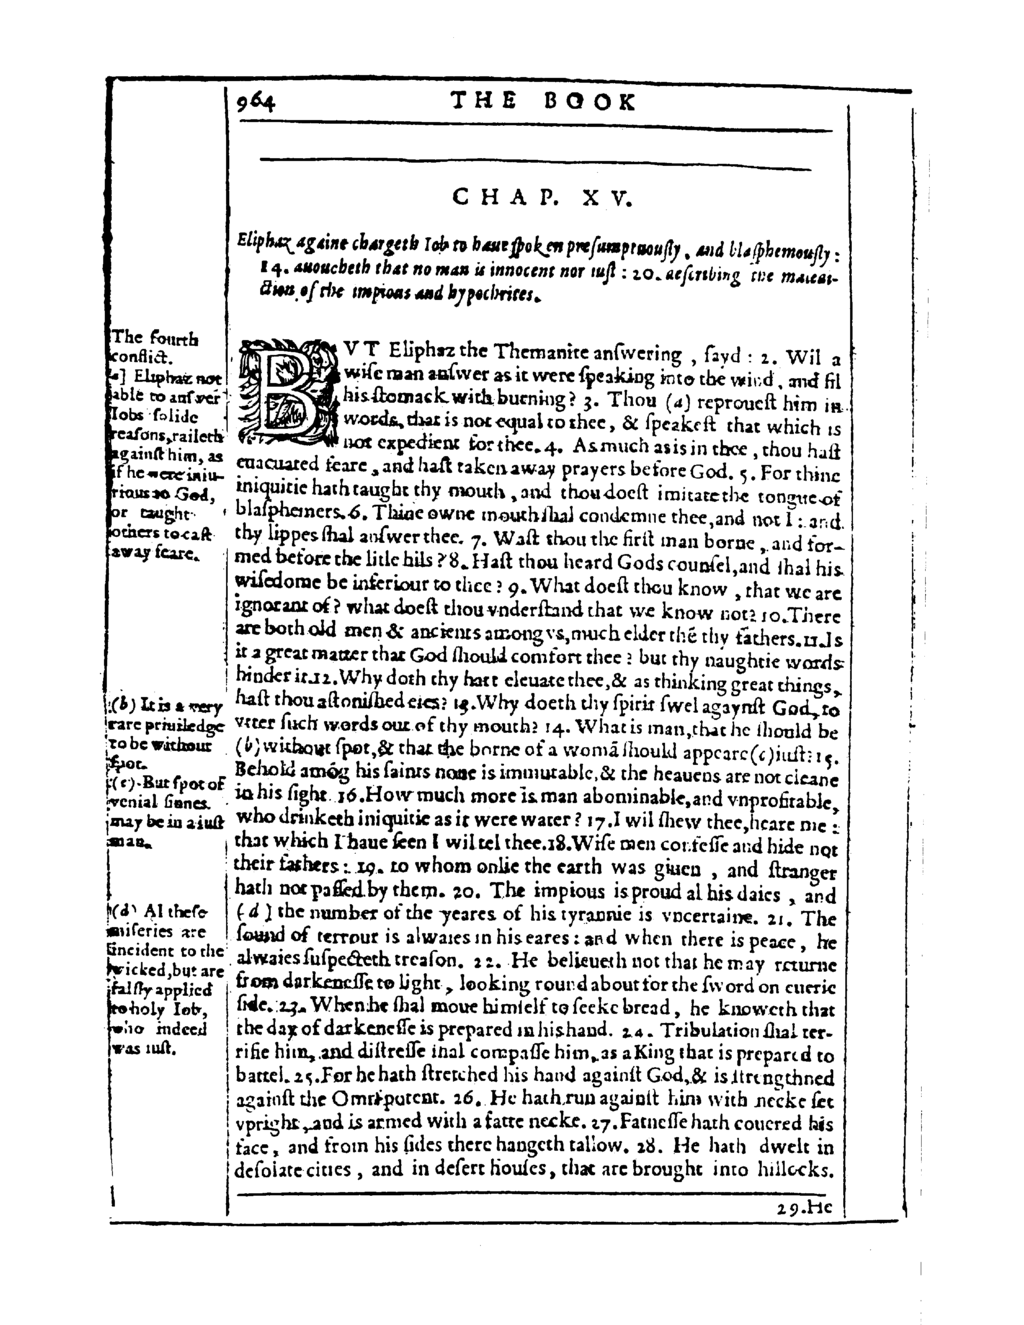 964 THE BOOK
CHAP. XV.
Eliphaz againe chargeth Iob to haue ſpoken preſumptuouſly, and blaſphemouſly:
14. auoucheth that no man is innocent nor iuſt: 20. deſcribing the maledi-
ction of the impious and hypocrites.
The fourth
conflict.
[a] Eliphaz not
able to anſwer
Iobs ſolide
reaſons, raileth
againſt him, as
if he were iniu-
rious to God,
or taught
others to caſt
away feare.
BVT Eliphaz the Themanite anſwering, ſayd: 2. Wil a
wiſe man anſwer as it were ſpeaking into the wind, and fil
his ſtomack with burning? 3. Thou (a) reproueſt him in
words, that is not equal to thee, & ſpeakeſt that which is
not expedient for thee. 4. As much as is in thee, thou haſt
euacuated feare, and haſt taken away prayers before God. 5. For thine
iniquitie hath taught thy mouth, and thou doeſt imitate the tongue of
blaſphemers. 6. Thine owne mouth ſhal condemne thee, and not I: and
thy lippes ſhal anſwer thee. 7. Waſt thou the firſt man borne, and for-
med before the litle hils? 8. Haſt thou heard Gods counſel, and ſhal his
wiſedome be inferiour to thee? 9. What doeſt thou know, that we are
ignorant of? what doeſt thou vnderſtand that we know not? 10. There
are both old men & ancients among vs, much elder thē thy fathers. 11. Is
it a great matter that God ſhould comfort thee? but thy naughtie words
hinder it. 12. Why doth thy hart eleuate thee, & as thinking great things,
haſt thou aſtoniſhed eies? 13. Why doeth thy ſpirit ſwel agaynſt God, to
vtter ſuch words out of thy mouth? 14. What is man, that he ſhould be
(b) without ſpot, & that the borne of a womā ſhould appeare (c) iuſt? 15.
Behold amōg his ſaints none is immutable, & the heauens are not cleane
in his ſight. 16. How much more is man abominable, and vnprofitable,
who drinketh iniquitie as it were water? 17. I wil ſhew thee, heare me:
that which I haue ſeen I wil tel thee. 18. Wiſe men confeſſe and hide not
their fathers: 19. to whom onlie the earth was giuen, and ſtranger
hath not paſſed by them. 20. The impious is proud al his daies, and
(d) the number of the yeares of his tyrannie is vncertaine. 21. The
ſound of terrour is alwaies in his eares: and when there is peace, he
alwaies ſuſpecteth treaſon. 22. He belieueth not that he may returne
from darkeneſſe to light, looking round about for the ſword on euerie
ſide. 23. When he ſhal moue himſelf to ſeeke bread, he knoweth that
the day of darkeneſſe is prepared in his hand. 24. Tribulation ſhal ter-
rifie him, and diſtreſſe ſhal compaſſe him, as a King that is prepared to
battel. 25. For he hath ſtretched his hand againſt God, & is ſtrengthned
againſt the Omnipotent. 26. He hath run againſt him with necke ſet
vpright, and is armed with a fatte necke. 27. Fatneſſe hath couered his
face, and from his ſides there hangeth tallow. 28. He hath dwelt in
deſolate cities, and in deſert houſes, that are brought into hillocks.
(b) It is a very
rare priuiledge
to be without
ſpot.
(c) But ſpot of
venial ſinnes
may be in a iuſt
man.
(d) Al theſe
miſeries are
incident to the
wicked, but are
falſly applied
to holy Iob,
who indeed
was iuſt.
29. He